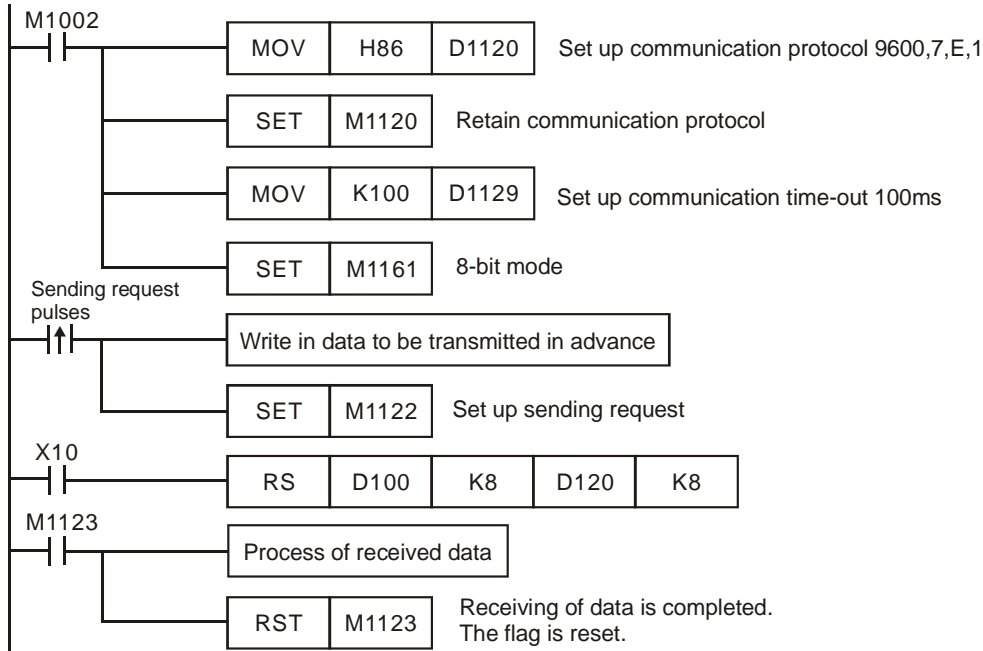 M1002
MOV H86 D1120 Set up communication protocol 9600,7,E,1
SET M1120 Retain communication protocol
MOV K100 D1129 Set up communication time-out 100ms
SET M1161 8-bit mode
Sending request
pulses
Write in data to be transmitted in advance
SET M1122 Set up sending request
X10
RS D100 K8 D120 K8
M1123
Process of received data
RST M1123 Receiving of data is completed.
The flag is reset.